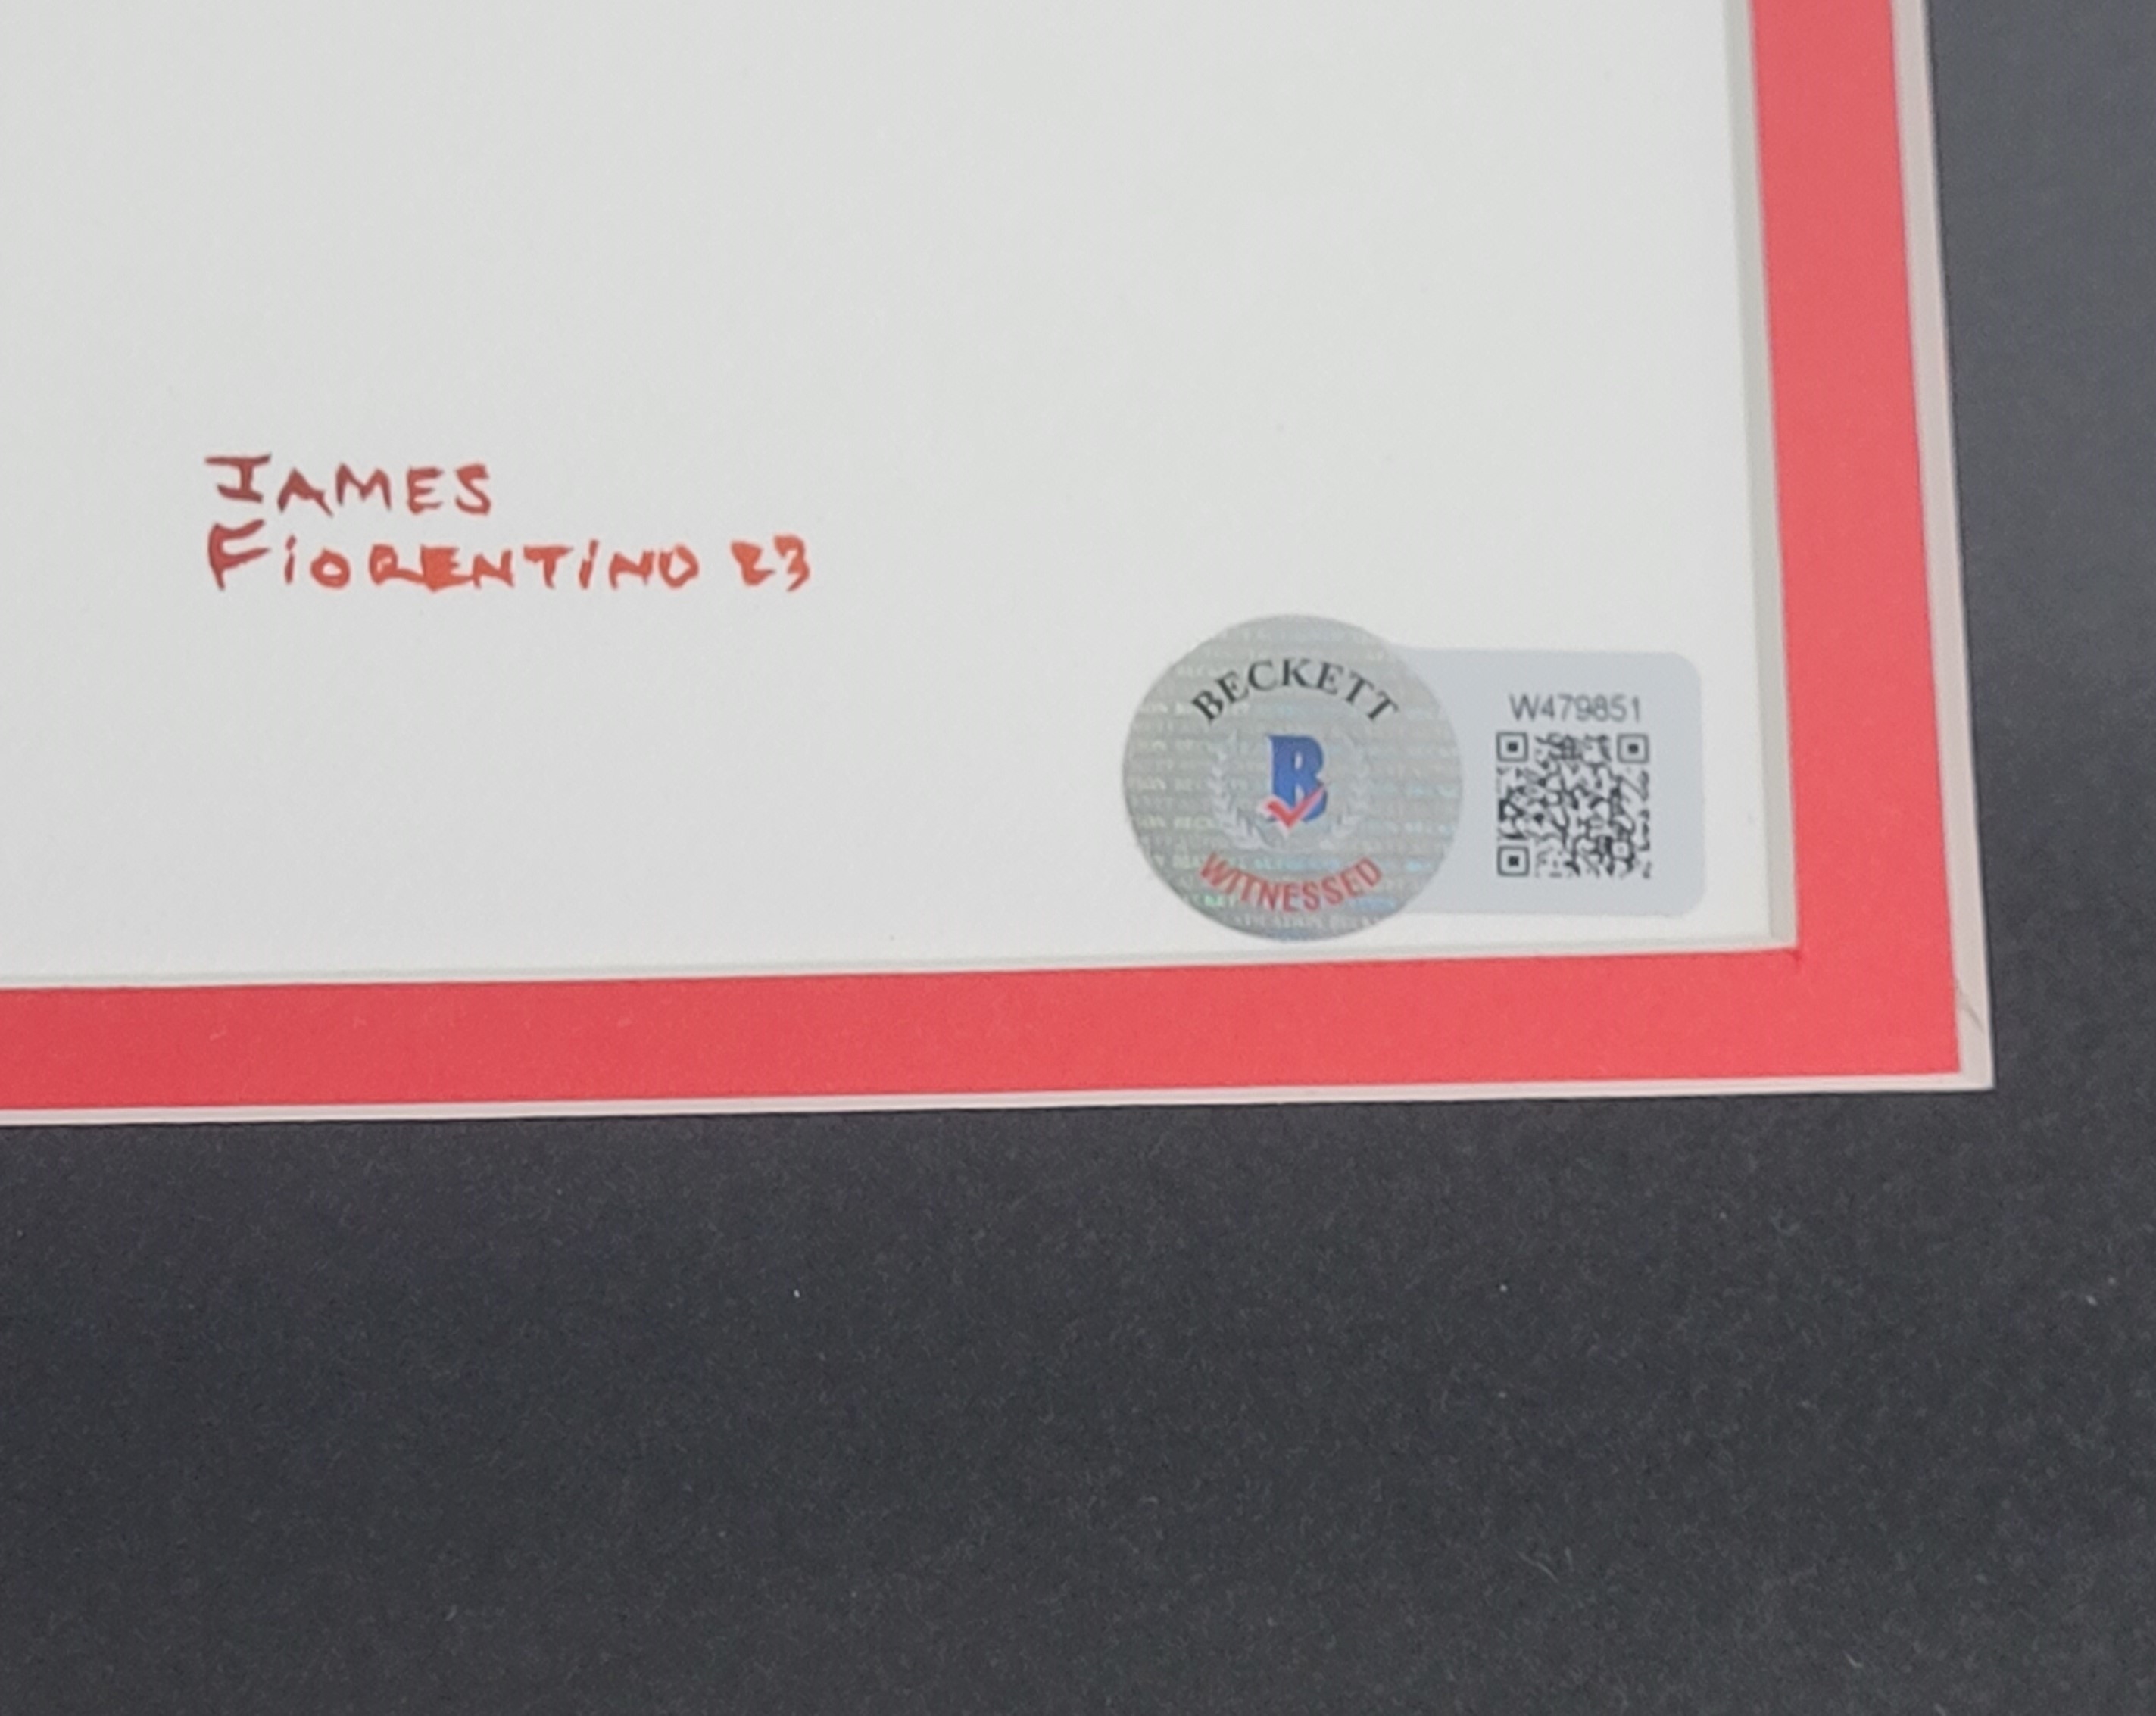 JAMES
FiORENTiNO 23
BECKETT
B
WITNESSED
W479851